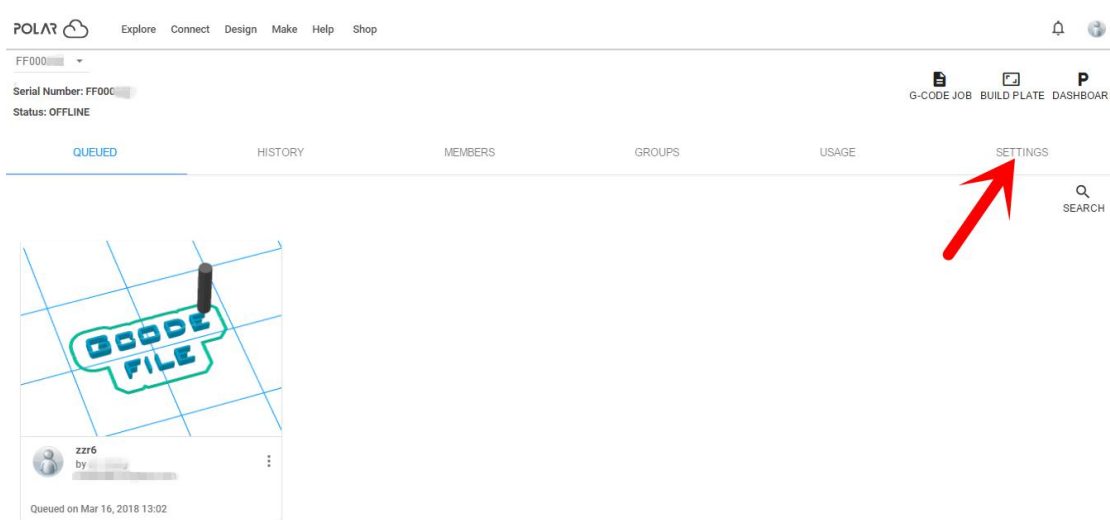 POLAR
Explore Connect Design Make Help Shop
FF000
Serial Number: FF000
Status: OFFLINE
G-CODE JOB BUILD PLATE DASHBOAR
QUEUED HISTORY MEMBERS GROUPS USAGE SETTINGS
SEARCH
GCODE
FILE
zzr6
by
Queued on Mar 16, 2018 13:02